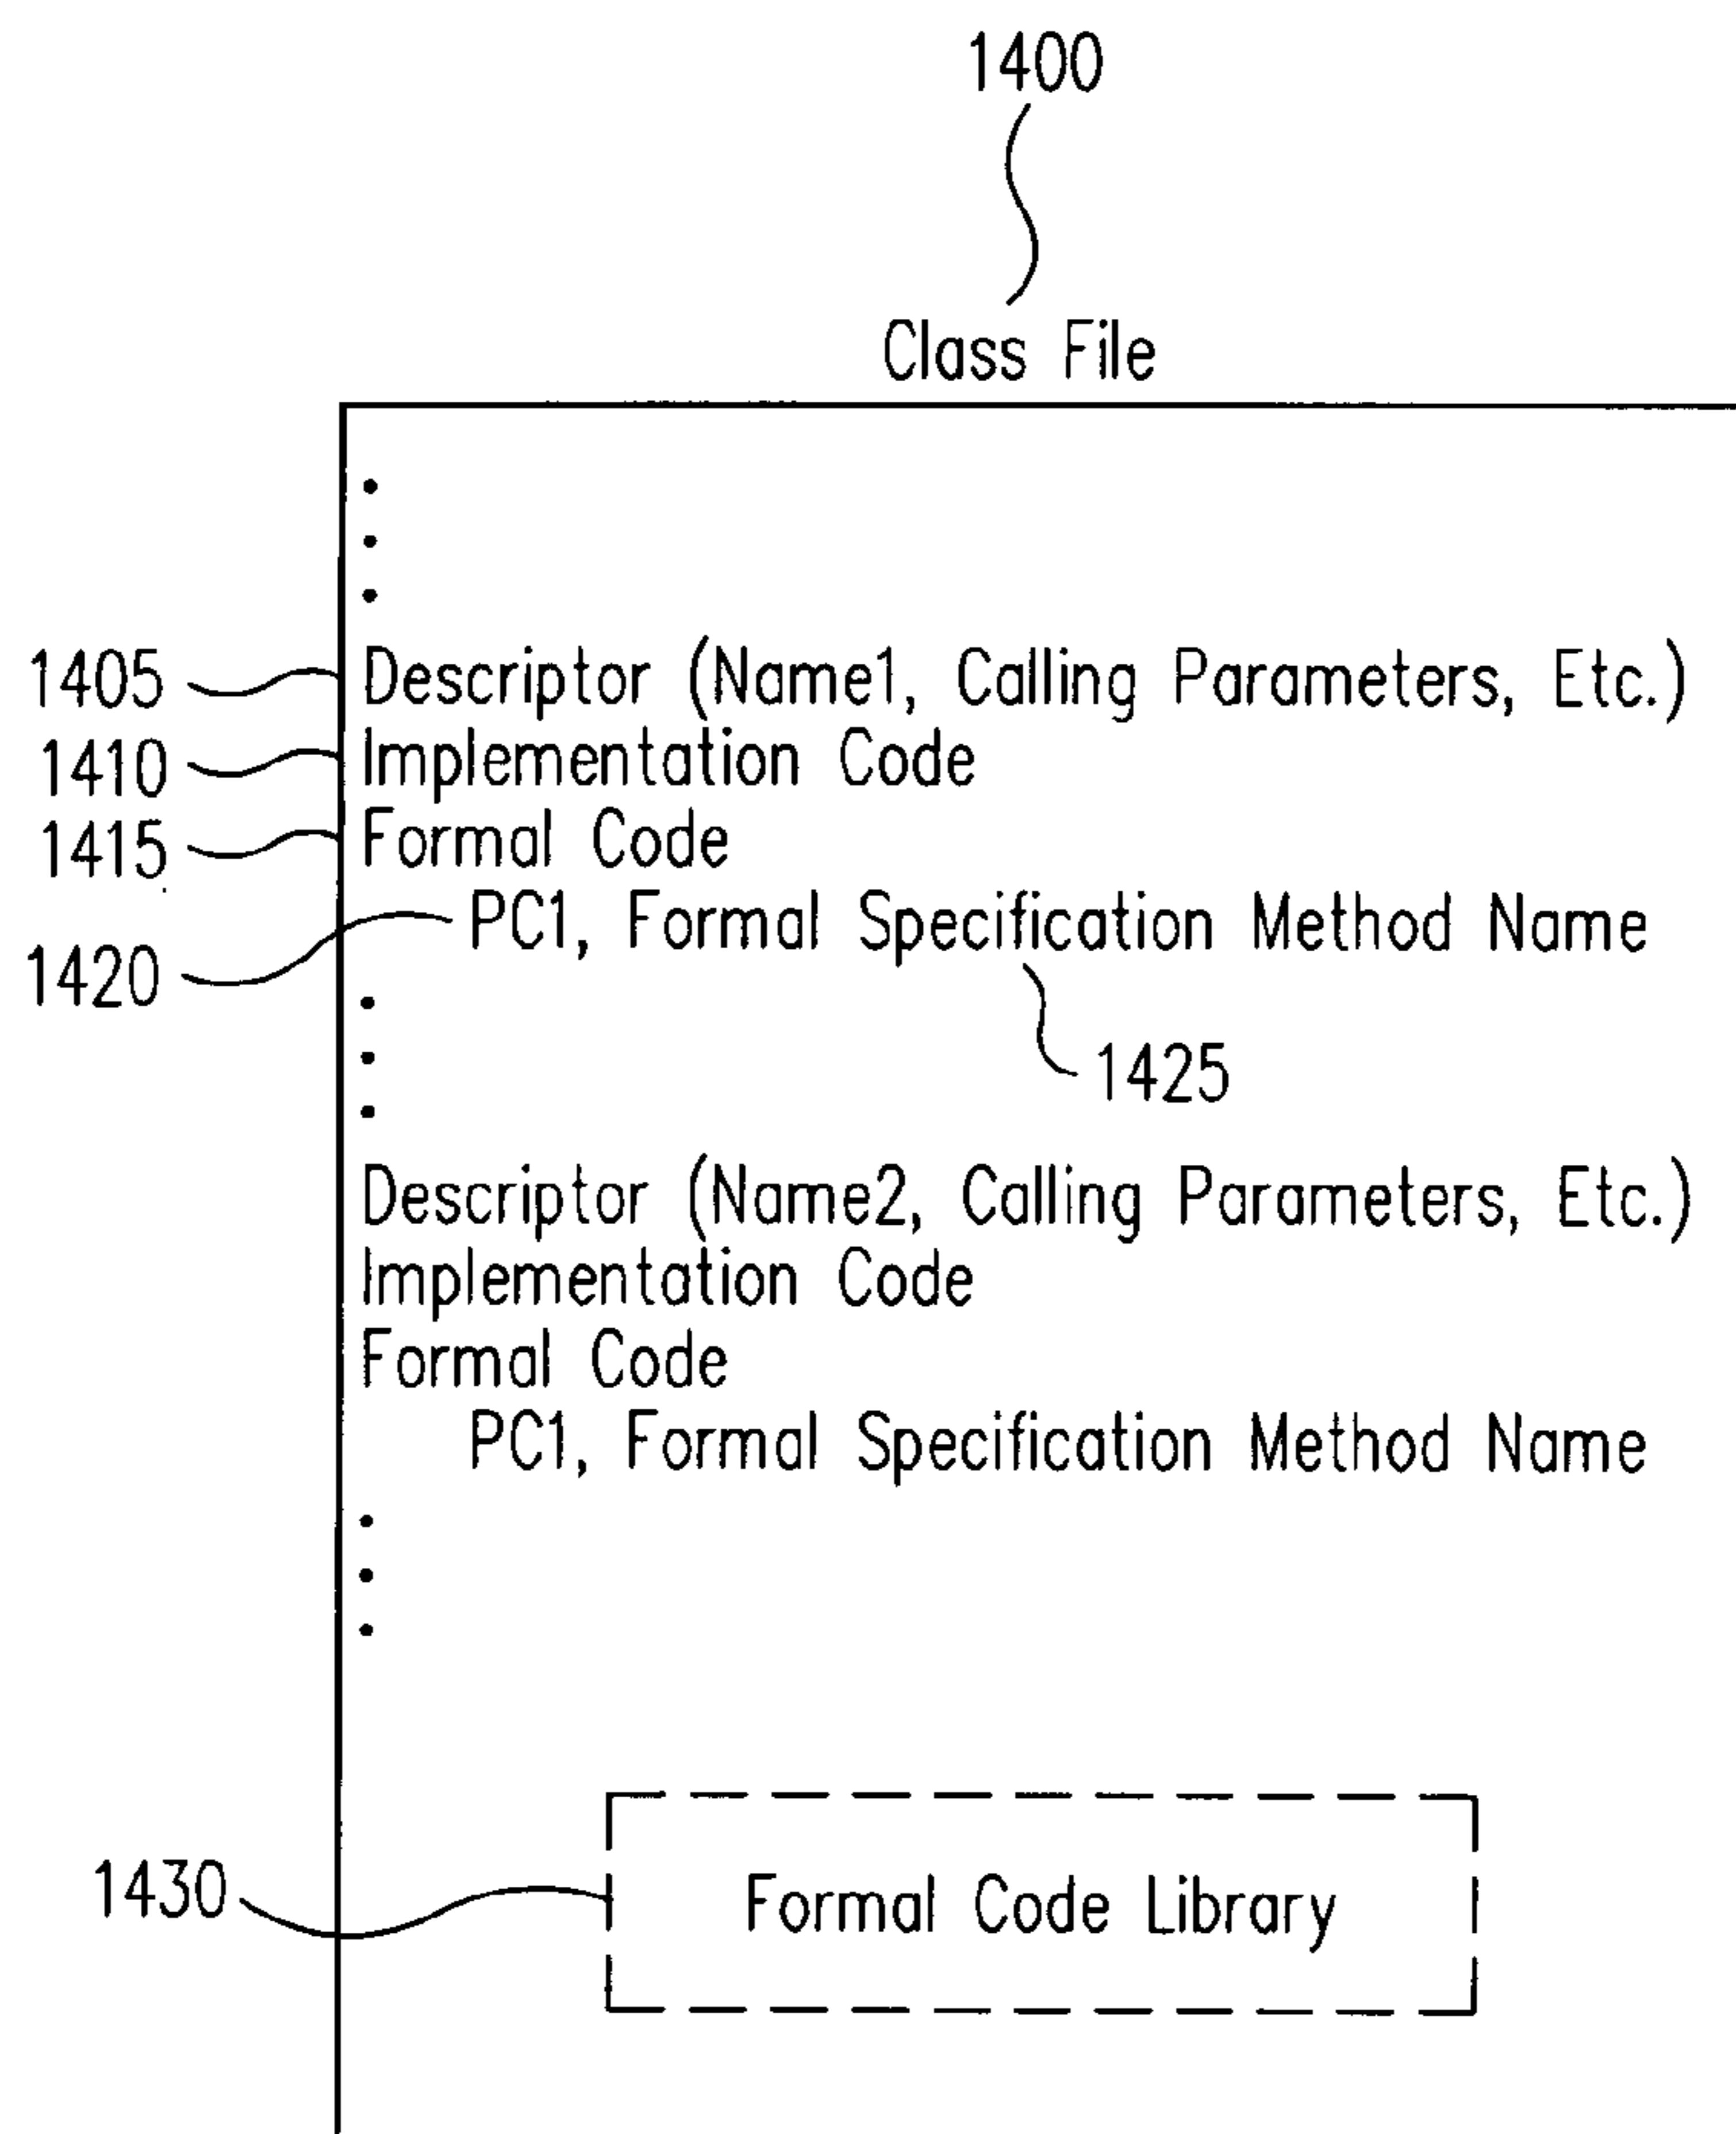 1400
Class File
1405 Descriptor (Name1, Calling Parameters, Etc.)
1410 Implementation Code
1415 Formal Code
1420 PC1, Formal Specification Method Name
1425
Descriptor (Name2, Calling Parameters, Etc.)
Implementation Code
Formal Code
PC1, Formal Specification Method Name
1430 Formal Code Library